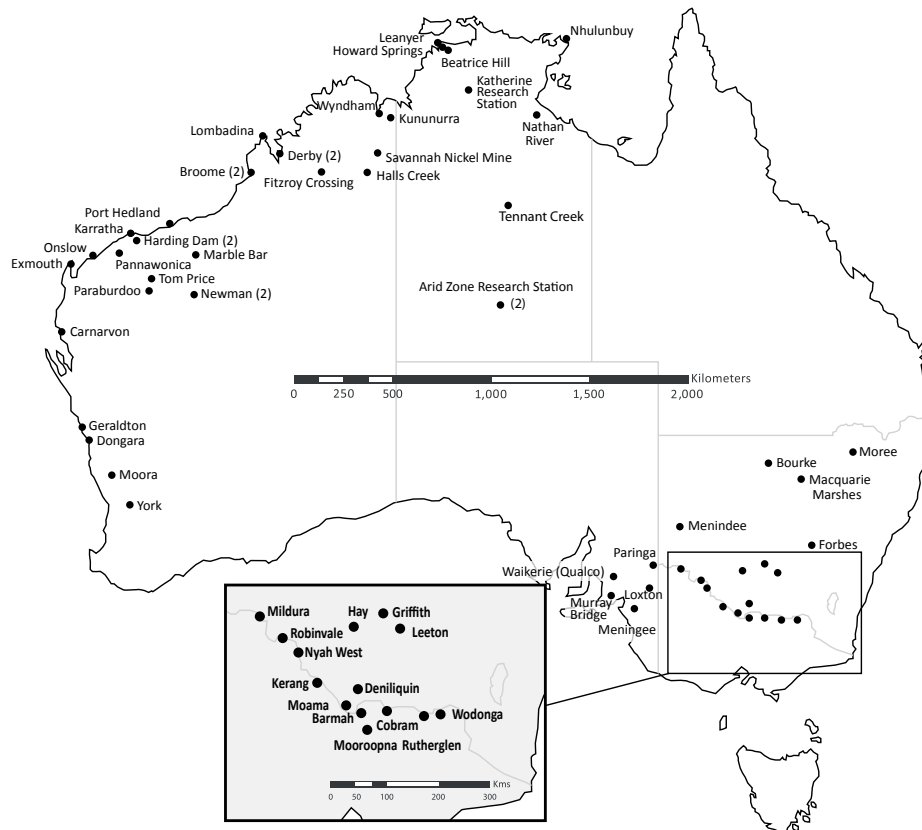 Nhulunbuy
Leanyer
Howard Springs
Beatrice Hill
Katherine
Research
Station
Wyndham
Kununurra
Nathan
River
Lombadina
Derby (2)
Savannah Nickel Mine
Broome (2)
Fitzroy Crossing
Halls Creek
Port Hedland
Tennant Creek
Karratha
Harding Dam (2)
Onslow
Marble Bar
Exmouth
Pannawonica
Tom Price
Paraburdoo
Newman (2)
Arid Zone Research Station
(2)
Carnarvon
Kilometers
0 250 500 1,000 1,500 2,000
Geraldton
Dongara
Moree
Bourke
Moora
Macquarie
Marshes
York
Menindee
Forbes
Paringa
Waikerie (Qualco)
Murray
Bridge
Loxton
Meningee
Mildura
Hay
Griffith
Robinvale
Leeton
Nyah West
Kerang
Deniliquin
Moama
Barmah
Cobram
Wodonga
Mooroopna Rutherglen
Kms
0 50 100 200 300